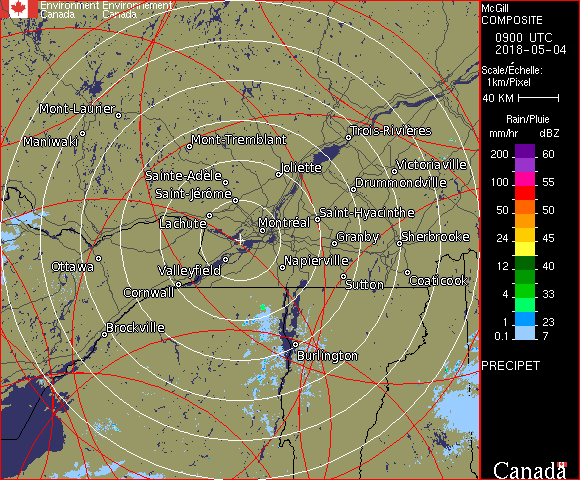 Environment Environnement
Canada Canada
McGill
COMPOSITE
0900 UTC
2018-05-04
Scale/Échelle:
1km/Pixel
40 KM
Rain/Pluie
mm/hr dBZ
200 60
100 55
50 50
24 45
12 40
4 33
1 23
0.1 7
PRECIPET
Canada
Mont-Laurier
Maniwaki
Mont-Tremblant
Trois-Rivières
Joliette
Victoriaville
Sainte-Adèle
Drummondville
Saint-Jérôme
Lachute
Saint-Hyacinthe
Montréal
Granby
Sherbrooke
Ottawa
Valleyfield
Napierville
Cornwall
Sutton
Coaticook
Brockville
Burlington